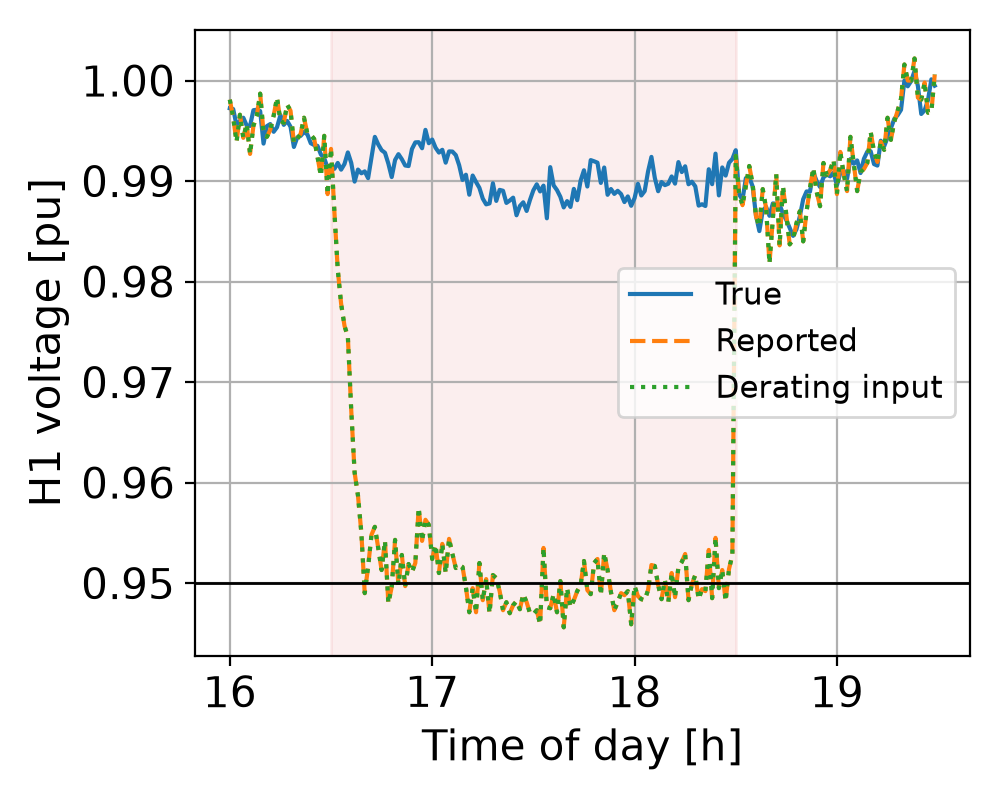 1.00
0.99
0.98
0.97
0.96
0.95
H1 voltage [pu]
True
Reported
Derating input
16 17 18 19
Time of day [h]